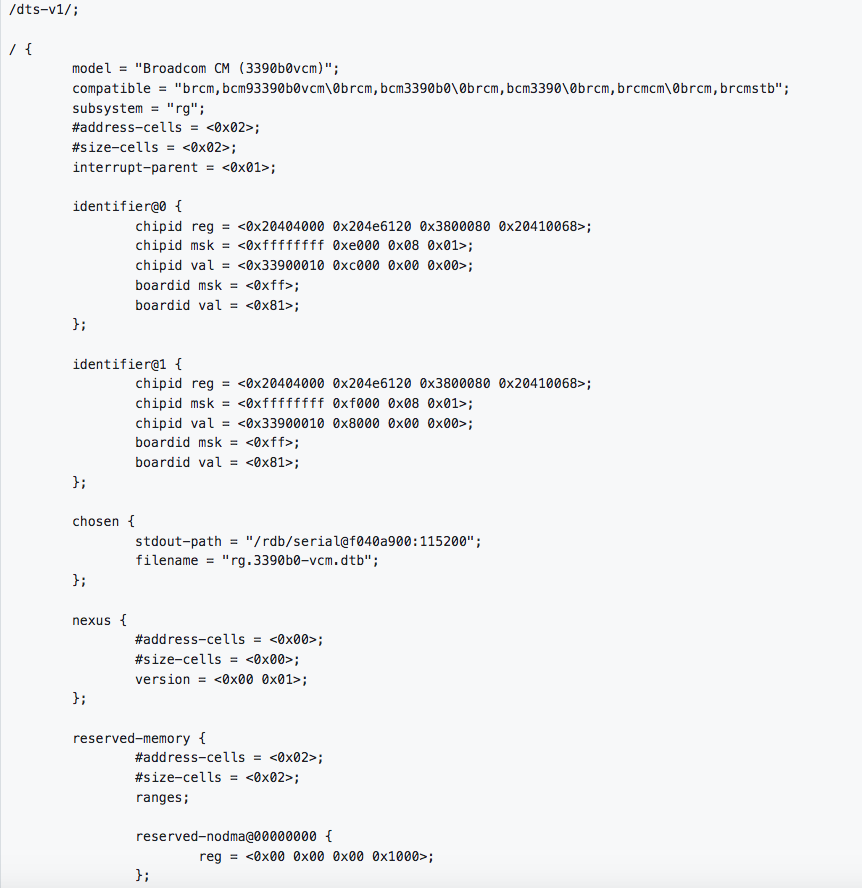 /dts-v1/;
/ {
model = "Broadcom CM (3390b0vcm)";
compatible = "brcm,bcm93390b0vcm\0brcm,bcm3390b0\0brcm,bcm3390\0brcm,brcmcm\0brcm,brcmstb";
subsystem = "rg";
#address-cells = <0x02>;
#size-cells = <0x02>;
interrupt-parent = <0x01>;
identifier@0 {
chipid reg = <0x20404000 0x204e6120 0x3800080 0x20410068>;
chipid msk = <0xffffffff 0xe000 0x08 0x01>;
chipid val = <0x33900010 0xc000 0x00 0x00>;
boardid msk = <0xff>;
boardid val = <0x81>;
};
identifier@1 {
chipid reg = <0x20404000 0x204e6120 0x3800080 0x20410068>;
chipid msk = <0xffffffff 0xf000 0x08 0x01>;
chipid val = <0x33900010 0x8000 0x00 0x00>;
boardid msk = <0xff>;
boardid val = <0x81>;
};
chosen {
stdout-path = "/rdb/serial@f040a900:115200";
filename = "rg.3390b0-vcm.dtb";
};
nexus {
#address-cells = <0x00>;
#size-cells = <0x00>;
version = <0x00 0x01>;
};
reserved-memory {
#address-cells = <0x02>;
#size-cells = <0x02>;
ranges;
reserved-nodma@00000000 {
reg = <0x00 0x00 0x00 0x1000>;
};